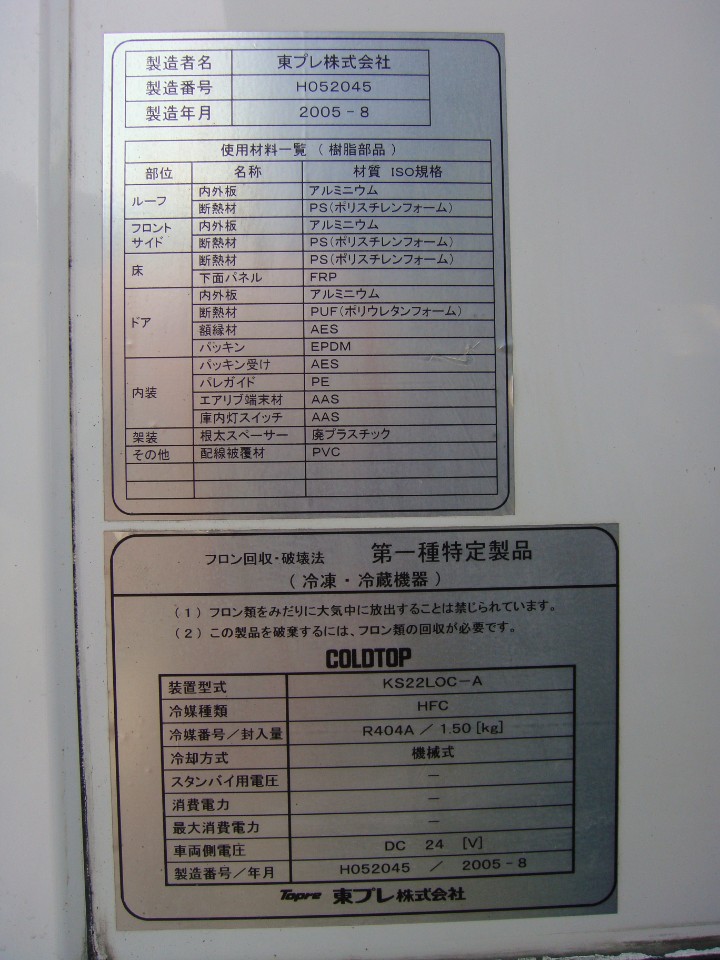 製造者名 東プレ株式会社
製造番号 H052045
製造年月 2005-8
使用材料一覧（樹脂部品）
部位 名称 材質 ISO規格
ルーフ 内外板 アルミニウム
断熱材 PS(ポリスチレンフォーム)
フロント サイド 内外板 アルミニウム
断熱材 PS(ポリスチレンフォーム)
床 断熱材 PS(ポリスチレンフォーム)
下面パネル FRP
ドア 内外板 アルミニウム
断熱材 PUF(ポリウレタンフォーム)
額縁材 AES
パッキン EPDM
内装 パッキン受け AES
パレガイド PE
エアリブ端末材 AAS
庫内灯スイッチ AAS
架装 根太スペーサー 廃プラスチック
その他 配線被覆材 PVC
フロン回収・破壊法 第一種特定製品
（冷凍・冷蔵機器）
（1）フロン類をみだりに大気中に放出することは禁じられています。
（2）この製品を破棄するには、フロン類の回収が必要です。
COLDTOP
装置型式 KS22LOC-A
冷媒種類 HFC
冷媒番号/封入量 R404A / 1.50 [kg]
冷却方式 機械式
スタンバイ用電圧 －
消費電力 －
最大消費電力 －
車両側電圧 DC 24 [V]
製造番号/年月 H052045 / 2005-8
Topre 東プレ株式会社